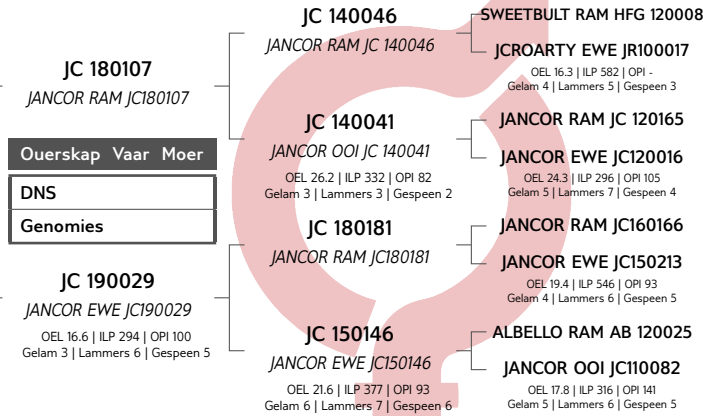 JC 180107
JANCOR RAM JC180107
Ouerskap Vaar Moer
DNS
Genomies
JC 190029
JANCOR EWE JC190029
OEL 16.6 | ILP 294 | OPI 100
Gelam 3 | Lammers 6 | Gespeen 5
JC 140046
JANCOR RAM JC 140046
JC 140041
JANCOR OOI JC 140041
OEL 26.2 | ILP 332 | OPI 82
Gelam 3 | Lammers 3 | Gespeen 2
JC 180181
JANCOR RAM JC180181
JC 150146
JANCOR EWE JC150146
OEL 21.6 | ILP 377 | OPI 93
Gelam 6 | Lammers 7 | Gespeen 6
SWEETBULT RAM HFG 120008
JCROARTY EWE JR100017
OEL 16.3 | ILP 582 | OPI -
Gelam 4 | Lammers 5 | Gespeen 3
JANCOR RAM JC 120165
JANCOR EWE JC120016
OEL 24.3 | ILP 296 | OPI 105
Gelam 5 | Lammers 7 | Gespeen 4
JANCOR RAM JC160166
JANCOR EWE JC150213
OEL 19.4 | ILP 546 | OPI 93
Gelam 4 | Lammers 6 | Gespeen 5
ALBELLO RAM AB 120025
JANCOR OOI JC110082
OEL 17.8 | ILP 316 | OPI 141
Gelam 5 | Lammers 6 | Gespeen 5